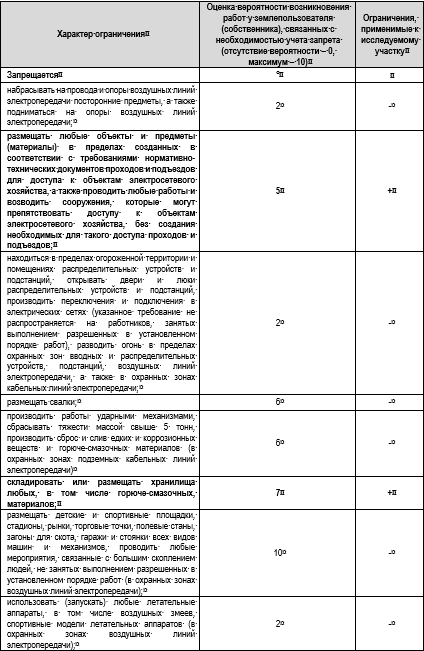 Характер ограничения¤
Оценка вероятности возникновения
работ у землепользователя
(собственника), связанных с
необходимостью учета запрета
(отсутствие вероятности – 0,
максимум – 10)¤
Ограничения,
применимые к
исследуемому
участку¤
Запрещается¤ °¤ ¤
набрасывать на провода и опоры воздушных линий
электропередачи посторонние предметы, а также
подниматься на опоры воздушных линий
электропередачи;¤
2¤ -¤
размещать любые объекты и предметы
(материалы) в пределах созданных в
соответствии с требованиями нормативно-
технических документов проходов и подъездов
для доступа к объектам электросетевого
хозяйства, а также проводить любые работы и
возводить сооружения, которые могут
препятствовать доступу к объектам
электросетевого хозяйства, без создания
необходимых для такого доступа проходов и
подъездов;¤
5¤ +¤
находиться в пределах огороженной территории и
помещениях распределительных устройств и
подстанций, открывать двери и люки
распределительных устройств и подстанций,
производить переключения и подключения в
электрических сетях (указанное требование не
распространяется на работников, занятых
выполнением разрешенных в установленном
порядке работ), разводить огонь в пределах
охранных зон вводных и распределительных
устройств, подстанций, воздушных линий
электропередачи, а также в охранных зонах
кабельных линий электропередачи;¤
2¤ -¤
размещать свалки;¤ 6¤ -¤
производить работы ударными механизмами,
сбрасывать тяжести массой свыше 5 тонн,
производить сброс и слив едких и коррозионных
веществ и горюче-смазочных материалов (в
охранных зонах подземных кабельных линий
электропередачи)¤
6¤ -¤
складировать или размещать хранилища
любых, в том числе горюче-смазочных,
материалов;¤
7¤ +¤
размещать детские и спортивные площадки,
стадионы, рынки, торговые точки, полевые станы,
загоны для скота, гаражи и стоянки всех видов
машин и механизмов, проводить любые
мероприятия, связанные с большим скоплением
людей, не занятых выполнением разрешенных в
установленном порядке работ (в охранных зонах
воздушных линий электропередачи);¤
10¤ -¤
использовать (запускать) любые летательные
аппараты, в том числе воздушных змеев,
спортивные модели летательных аппаратов (в
охранных зонах воздушных линий
электропередачи);¤
2¤ -¤